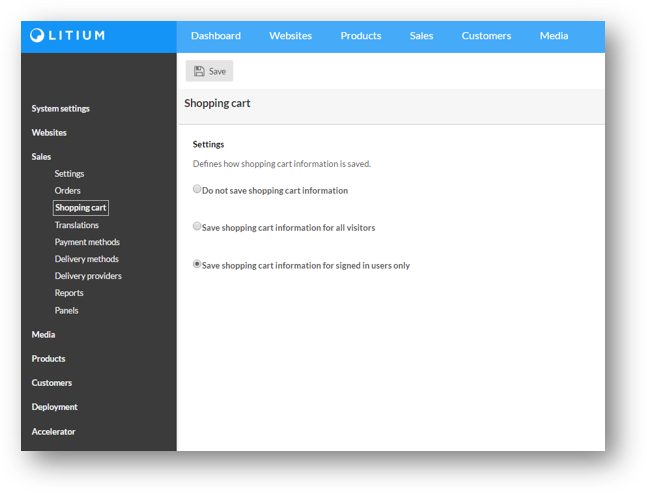 LITIUM
Dashboard Websites Products Sales Customers Media
Save
Shopping cart
System settings
Websites
Sales
Settings
Orders
Shopping cart
Translations
Payment methods
Delivery methods
Delivery providers
Reports
Panels
Media
Products
Customers
Deployment
Accelerator
Settings
Defines how shopping cart information is saved.
Do not save shopping cart information
Save shopping cart information for all visitors
Save shopping cart information for signed in users only